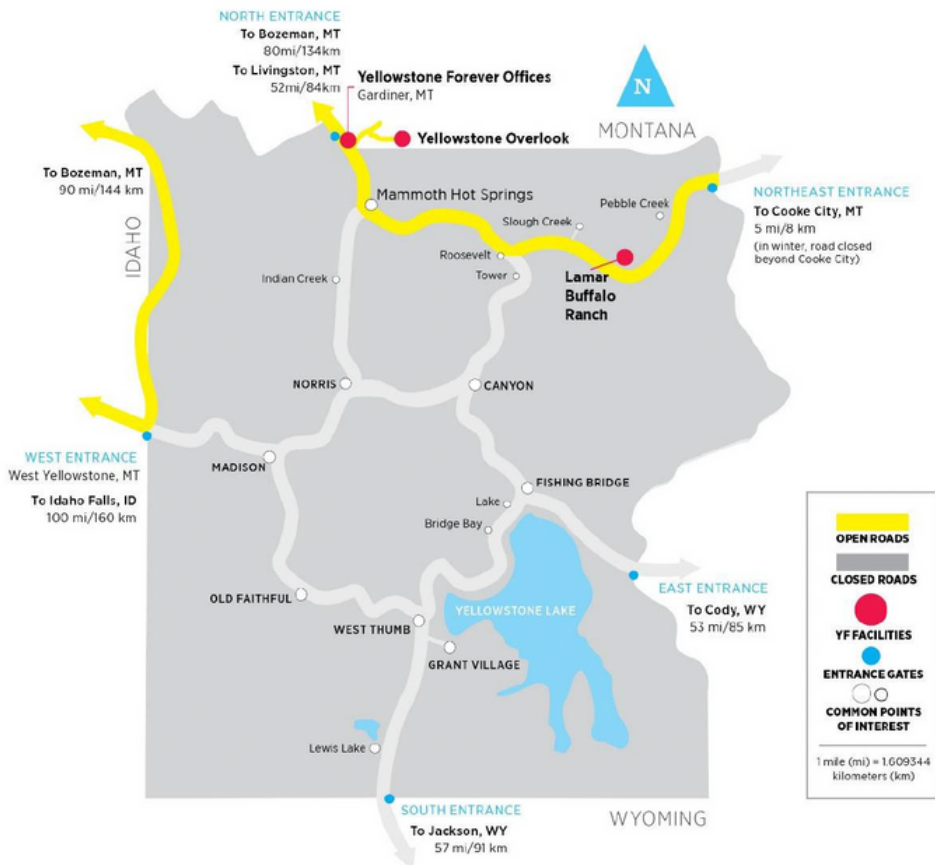 NORTH ENTRANCE
To Bozeman, MT
80mi/134km
To Livingston, MT
52mi/84km
Yellowstone Forever Offices
Gardiner, MT
N
MONTANA
Yellowstone Overlook
To Bozeman, MT
90 mi/144 km
IDAHO
Mammoth Hot Springs
NORTHEAST ENTRANCE
To Cooke City, MT
5 mi/8 km
(in winter, road closed
beyond Cooke City)
Pebble Creek
Slough Creek
Roosevelt
Tower
Indian Creek
Lamar
Buffalo
Ranch
NORRIS
CANYON
WEST ENTRANCE
West Yellowstone, MT
To Idaho Falls, ID
100 mi/160 km
MADISON
FISHING BRIDGE
Lake
Bridge Bay
OLD FAITHFUL
WEST THUMB
YELLOWSTONE LAKE
GRANT VILLAGE
EAST ENTRANCE
To Cody, WY
53 mi/85 km
Lewis Lake
SOUTH ENTRANCE
To Jackson, WY
57 mi/91 km
WYOMING
OPEN ROADS
CLOSED ROADS
YF FACILITIES
ENTRANCE GATES
COMMON POINTS
OF INTEREST
1 mile (mi) = 1.609344
kilometers (km)